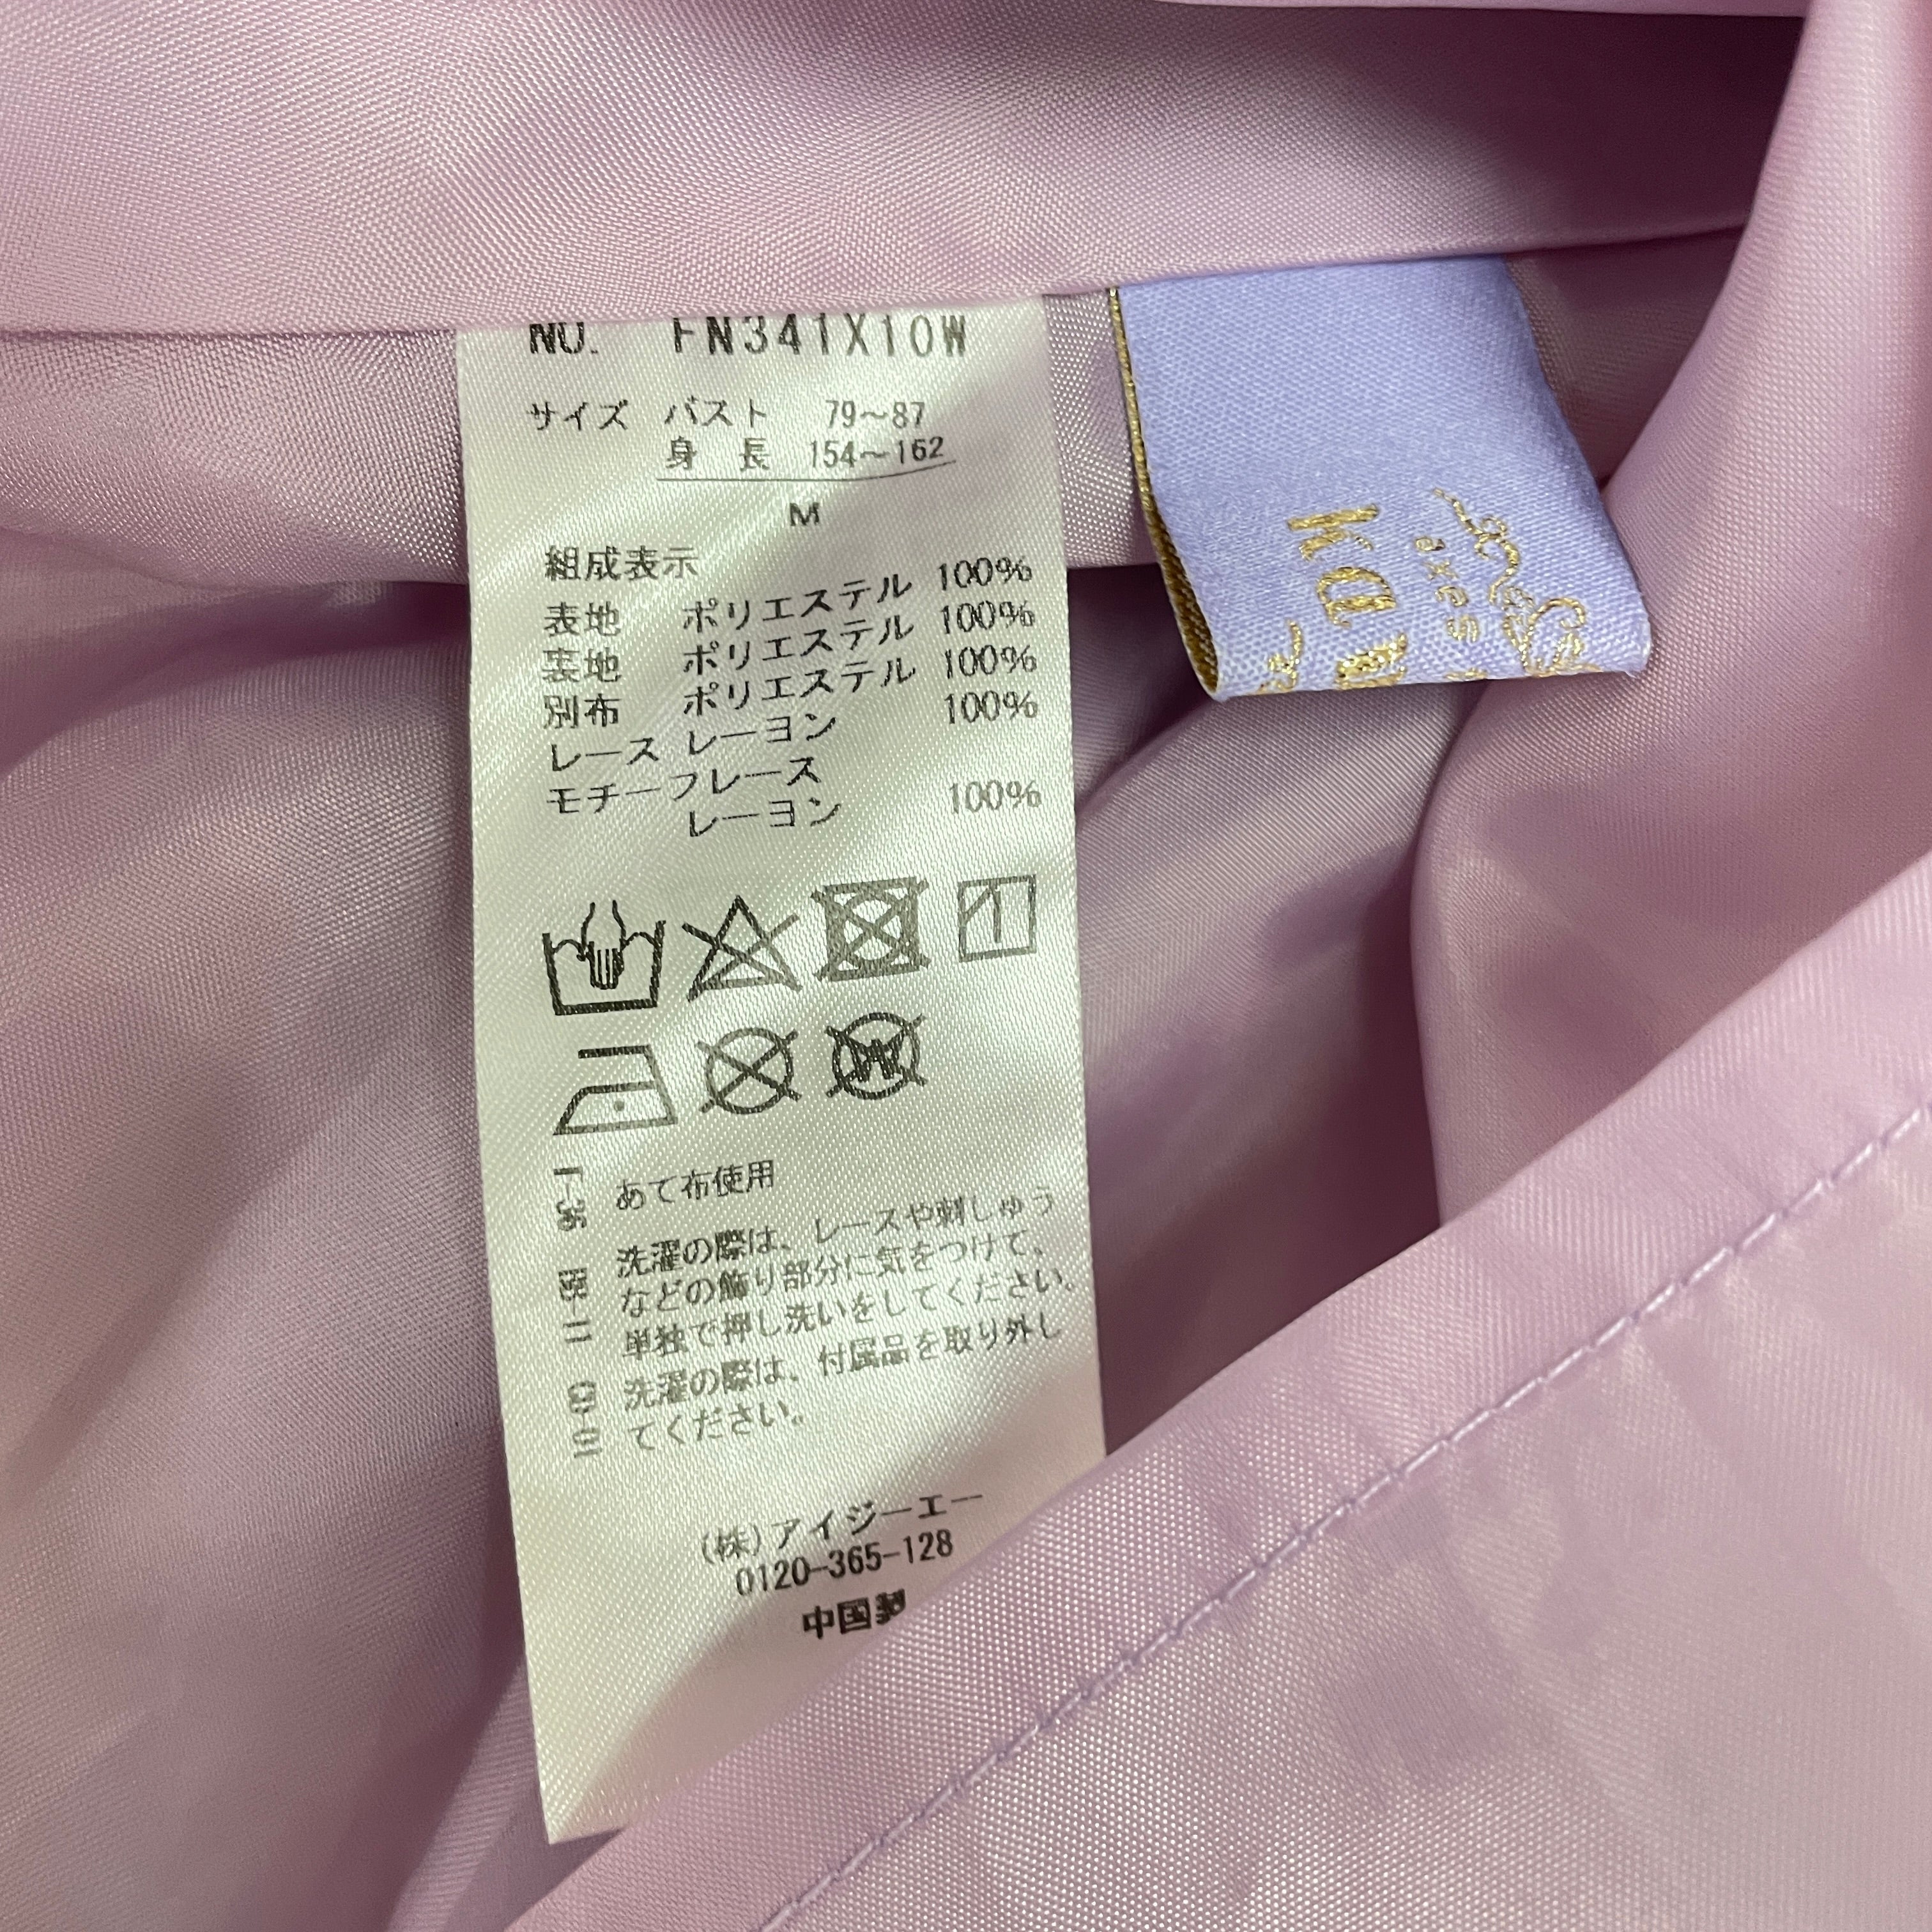 NO. FN341X10W
サイズ バスト 79～87
身 長 154～162
M
組成表示
表地 ポリエステル 100%
裏地 ポリエステル 100%
別布 ポリエステル 100%
レース レーヨン 100%
モチーフレース
レーヨン 100%
あて布使用
洗濯の際は、レースや刺しゅう
などの飾り部分に気をつけて、
単独で押し洗いをしてください。
洗濯の際は、付属品を取り外し
てください。
(株)アイジーエー
0120-365-128
中国製
axes